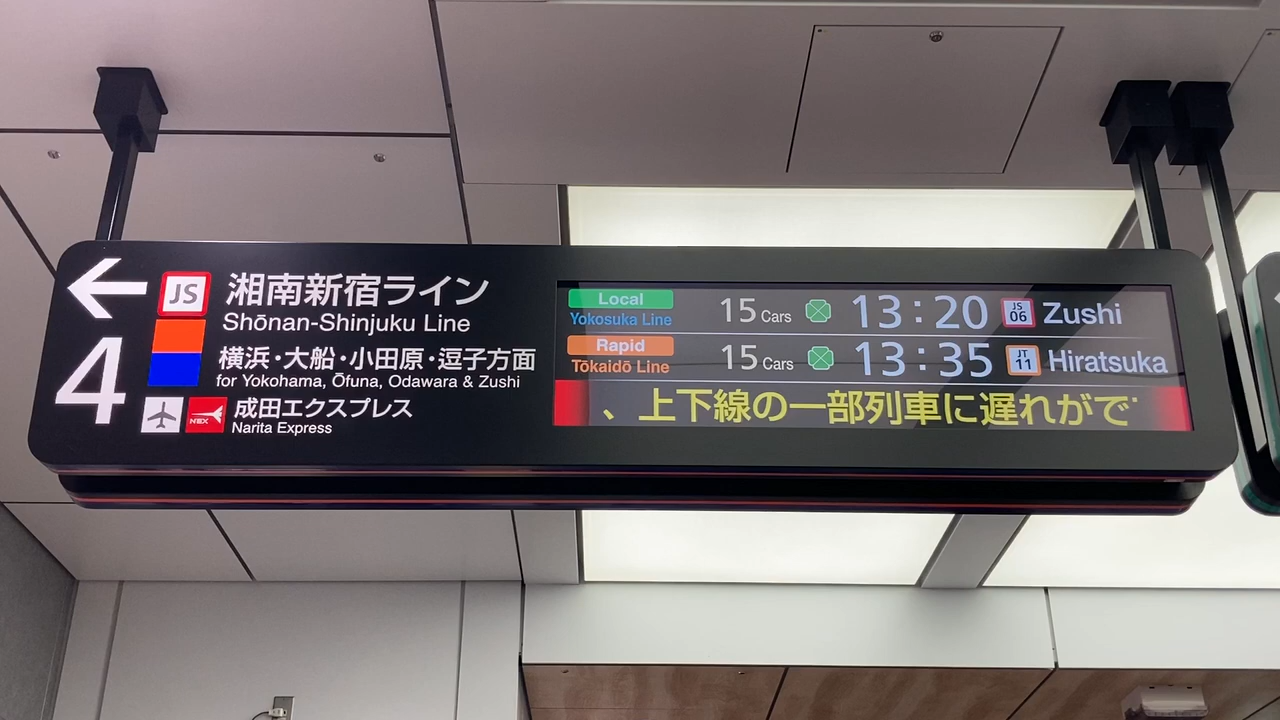 ← JS 湘南新宿ライン
Shōnan-Shinjuku Line
4 横浜・大船・小田原・逗子方面
for Yokohama, Ōfuna, Odawara & Zushi
N'EX 成田エクスプレス
Narita Express
Local
Yokosuka Line 15 Cars 13:20 JS 06 Zushi
Rapid
Tōkaidō Line 15 Cars 13:35 JT 11 Hiratsuka
、上下線の一部列車に遅れがで